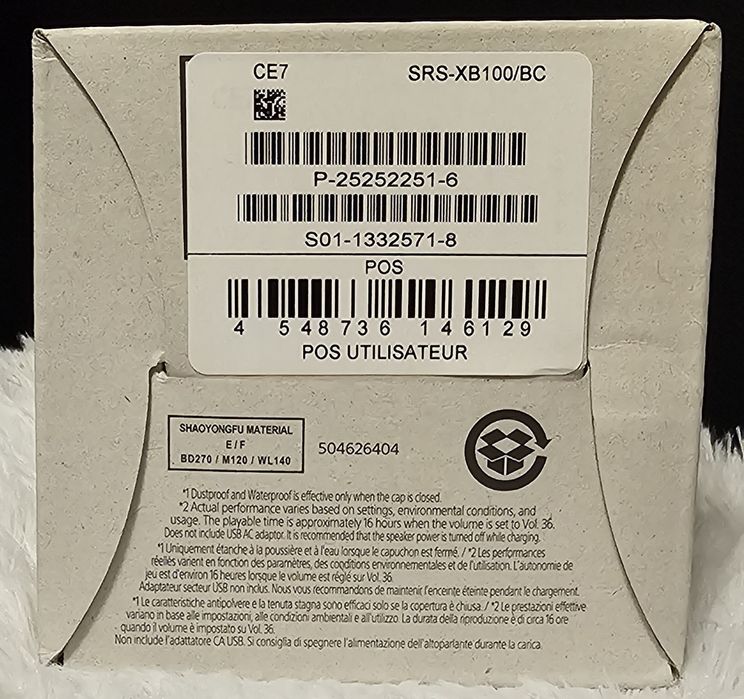 CE7 SRS-XB100/BC
P-25252251-6
S01-1332571-8
POS
4 548736 146129
POS UTILISATEUR
SHAOYONGFU MATERIAL
E / F
BD270 / M120 / WL140
504626404
*1 Dustproof and Waterproof is effective only when the cap is closed.
*2 Actual performance varies based on settings, environmental conditions, and
usage. The playable time is approximately 16 hours when the volume is set to Vol. 36.
Does not include USB AC adaptor. It is recommended that the speaker power is turned off while charging.
*1 Uniquement étanche à la poussière et à l'eau lorsque le capuchon est fermé. / *2 Les performances
réelles varient en fonction des paramètres, des conditions environnementales et de l'utilisation. L'autonomie de
jeu est d'environ 16 heures lorsque le volume est réglé sur Vol. 36.
Adaptateur secteur USB non inclus. Nous vous recommandons de maintenir l'enceinte éteinte pendant le chargement.
*1 Le caratteristiche antipolvere e la tenuta stagna sono efficaci solo se la copertura è chiusa. / *2 Le prestazioni effettive
variano in base alle impostazioni, alle condizioni ambientali e all'utilizzo. La durata della riproduzione è di circa 16 ore
quando il volume è impostato su Vol. 36.
Non include l'adattatore CA USB. Si consiglia di spegnere l'alimentazione dell'altoparlante durante la carica.